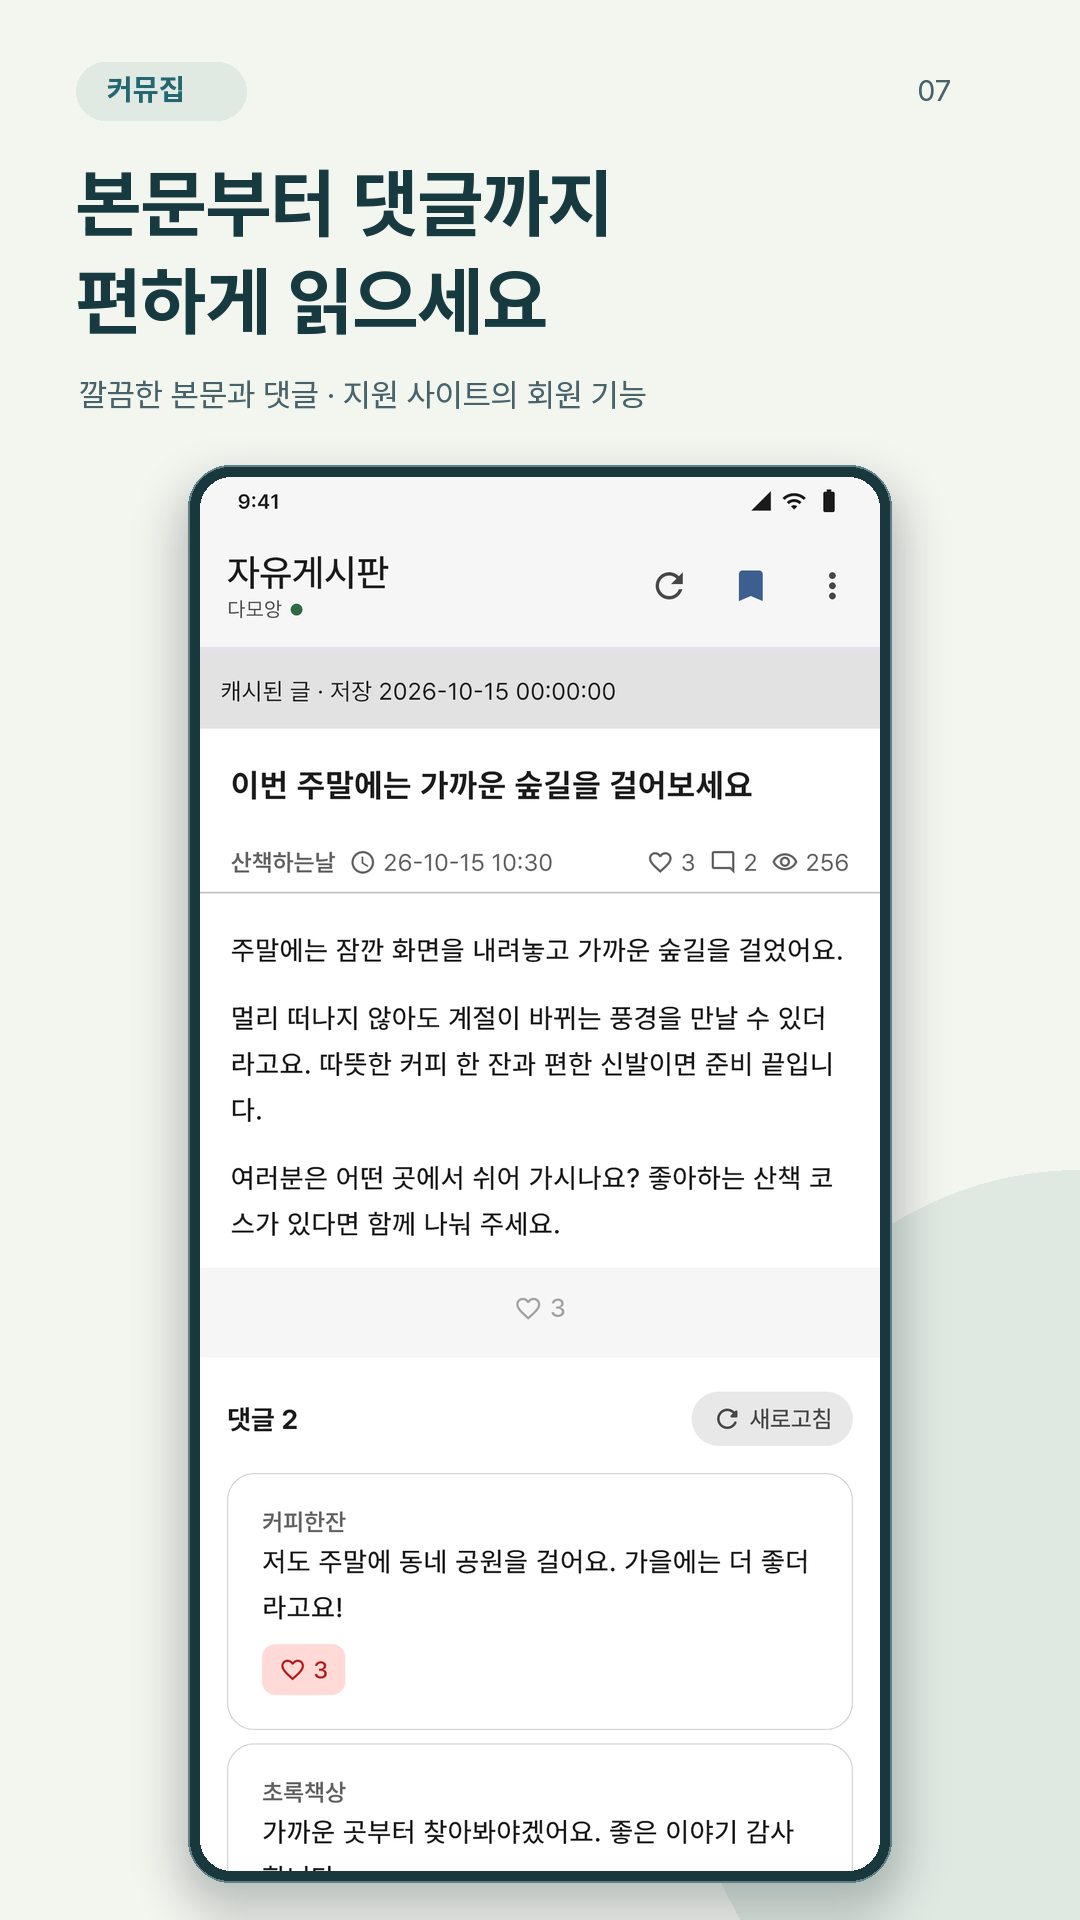 커뮤집
07
본문부터 댓글까지
편하게 읽으세요
깔끔한 본문과 댓글 · 지원 사이트의 회원 기능
9:41
자유게시판
다모앙
캐시된 글 · 저장 2026-10-15 00:00:00
이번 주말에는 가까운 숲길을 걸어보세요
산책하는날 26-10-15 10:30 3 2 256
주말에는 잠깐 화면을 내려놓고 가까운 숲길을 걸었어요.
멀리 떠나지 않아도 계절이 바뀌는 풍경을 만날 수 있더
라고요. 따뜻한 커피 한 잔과 편한 신발이면 준비 끝입니
다.
여러분은 어떤 곳에서 쉬어 가시나요? 좋아하는 산책 코
스가 있다면 함께 나눠 주세요.
3
댓글 2
새로고침
커피한잔
저도 주말에 동네 공원을 걸어요. 가을에는 더 좋더
라고요!
3
초록책상
가까운 곳부터 찾아봐야겠어요. 좋은 이야기 감사